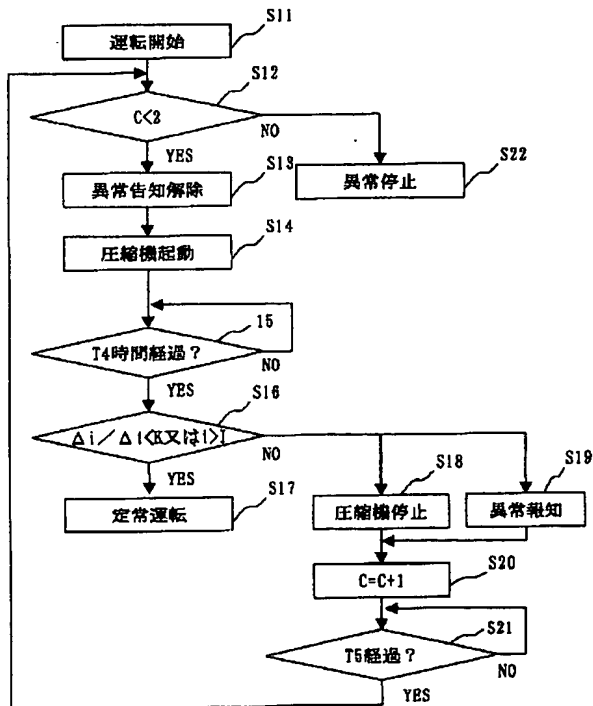 S11
運転開始
S12
C<2
NO
YES
S13
S22
異常告知解除
異常停止
S14
圧縮機起動
15
T4時間経過？
NO
YES
S16
Δi／Δt<K又はi>I
NO
YES
S17
S18
S19
定常運転
圧縮機停止
異常報知
S20
C=C+1
S21
T5経過？
NO
YES